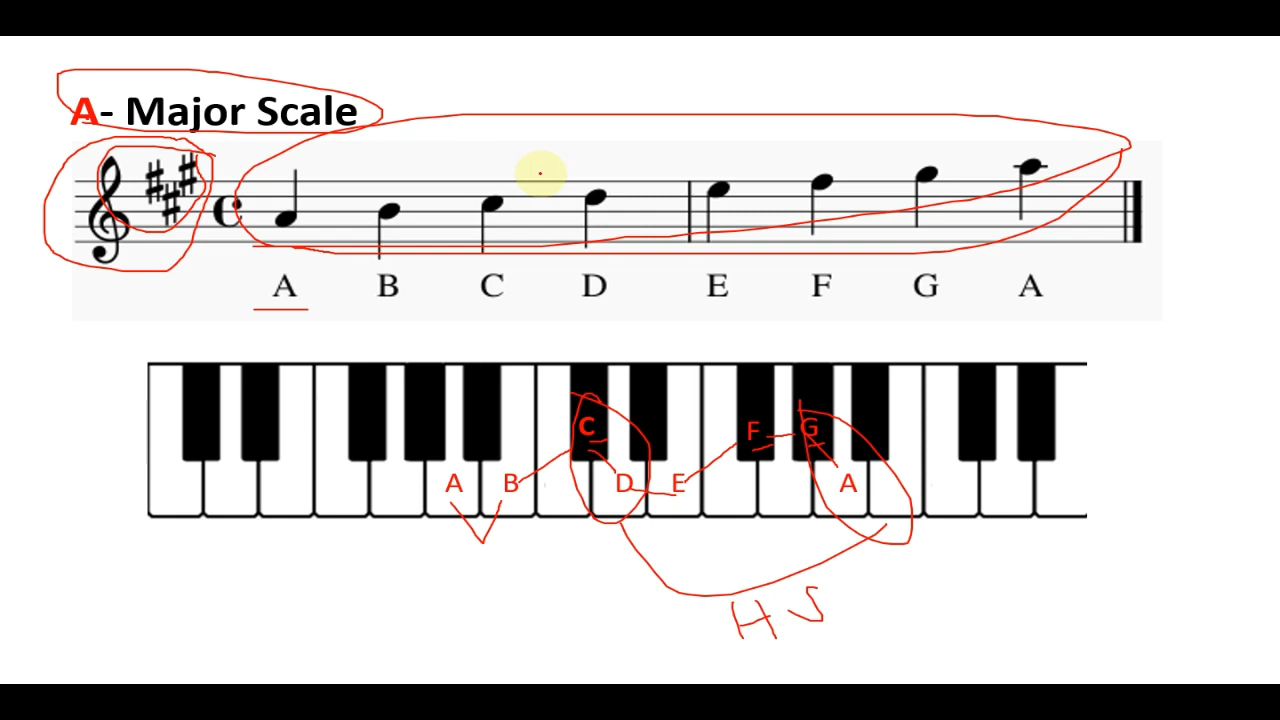 A- Major Scale
A B C D E F G A
C F G
A B D E A
H S